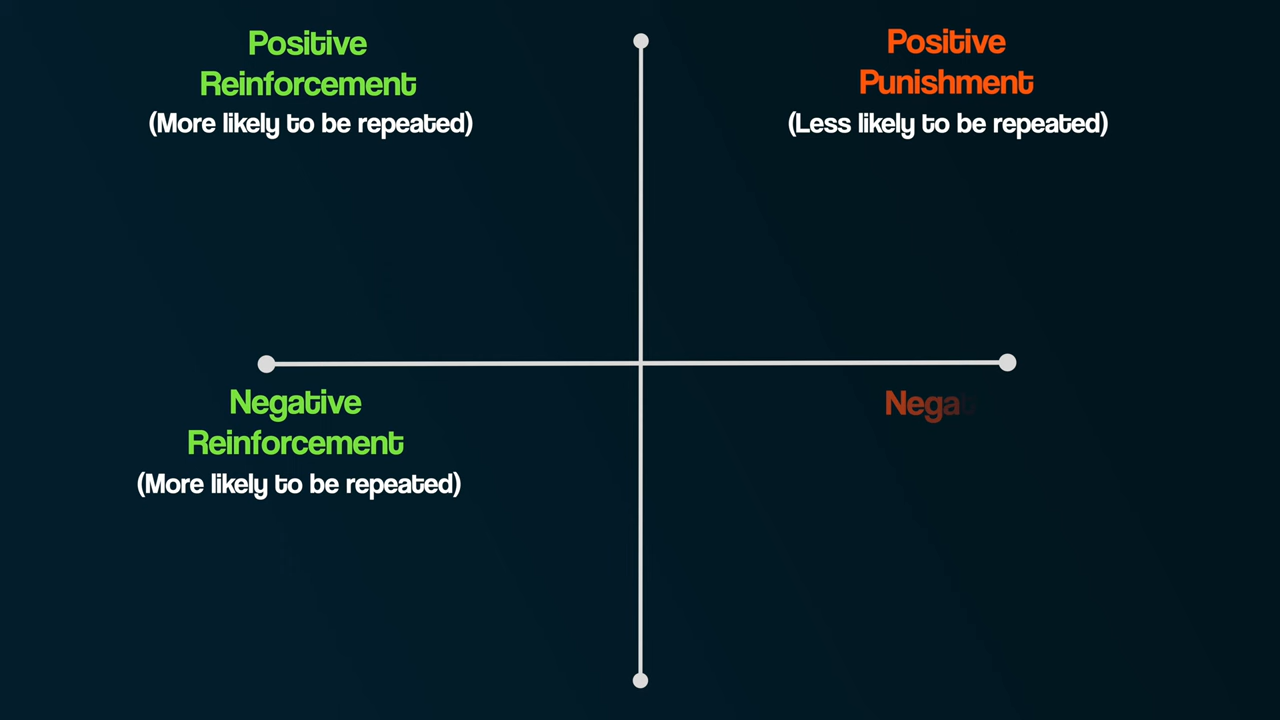 Positive
Reinforcement
(More likely to be repeated)
Positive
Punishment
(Less likely to be repeated)
Negative
Reinforcement
(More likely to be repeated)